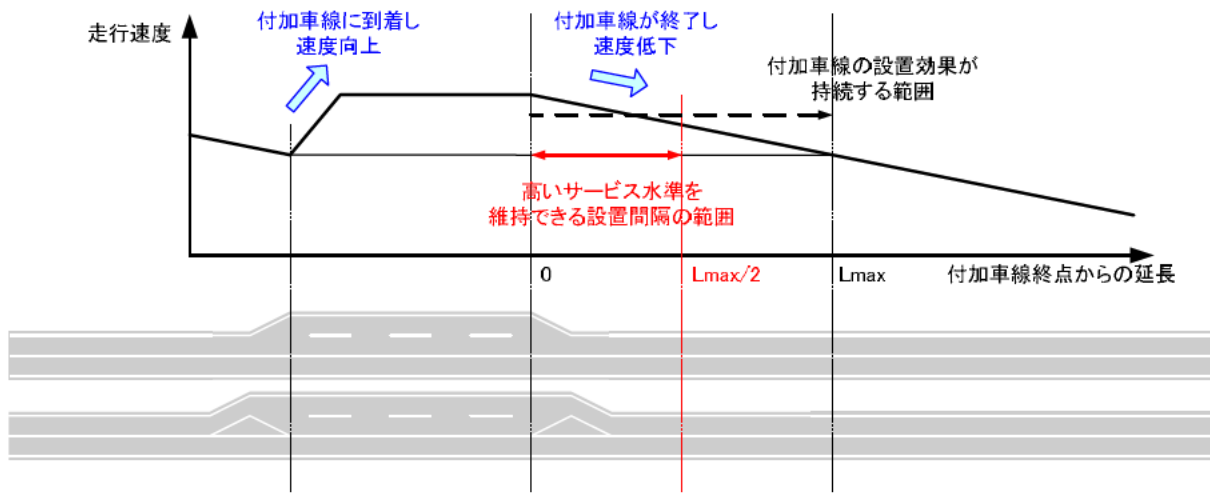 走行速度
付加車線に到着し
速度向上
付加車線が終了し
速度低下
付加車線の設置効果が
持続する範囲
高いサービス水準を
維持できる設置間隔の範囲
0
Lmax/2
Lmax
付加車線終点からの延長